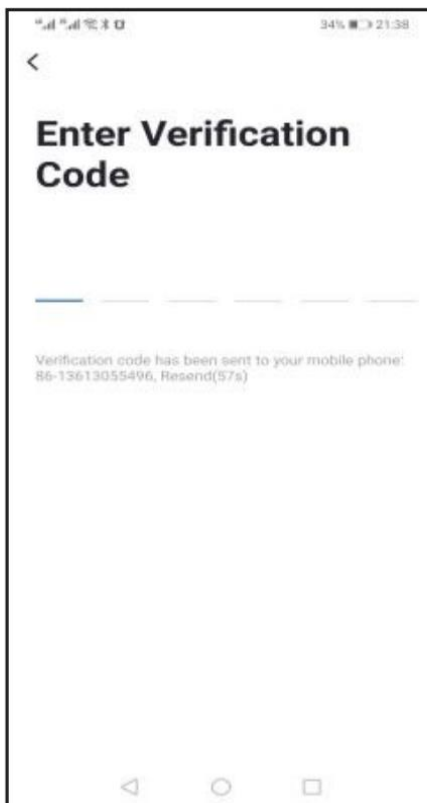 34% 21:38
Enter Verification
Code
Verification code has been sent to your mobile phone:
86-13613055496, Resend(57s)